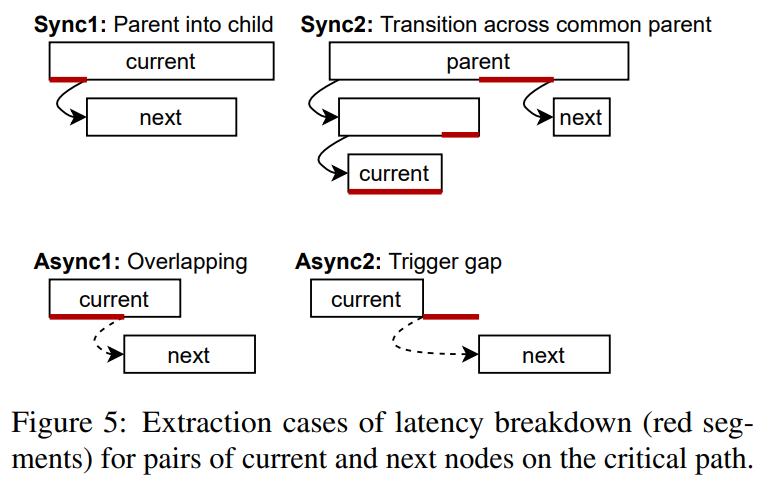 Sync1: Parent into child
Sync2: Transition across common parent
current
parent
next
next
current
Async1: Overlapping
Async2: Trigger gap
current
current
next
next
Figure 5: Extraction cases of latency breakdown (red seg-
ments) for pairs of current and next nodes on the critical path.